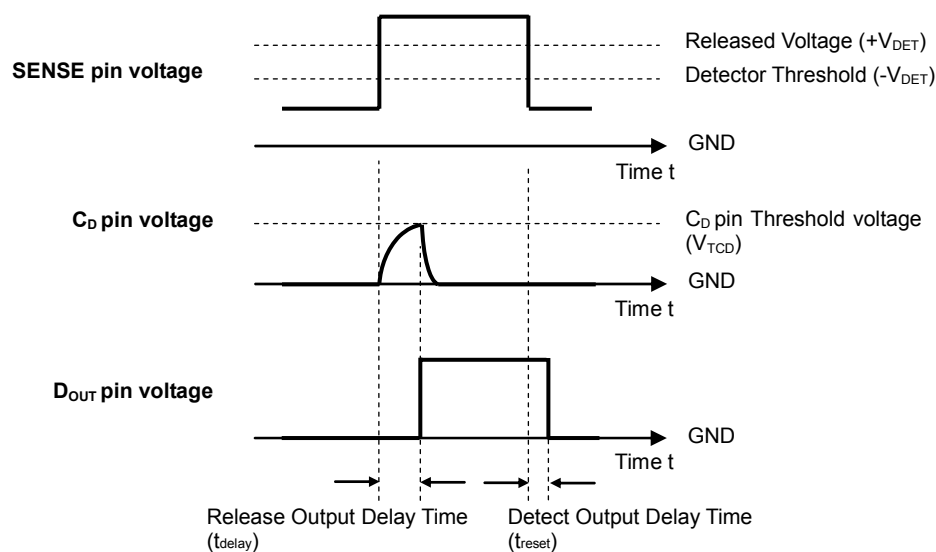 Released Voltage (+VDET)
SENSE pin voltage
Detector Threshold (-VDET)
GND
Time t
CD pin voltage
CD pin Threshold voltage
(VTCD)
GND
Time t
DOUT pin voltage
GND
Time t
Release Output Delay Time
(tdelay)
Detect Output Delay Time
(treset)